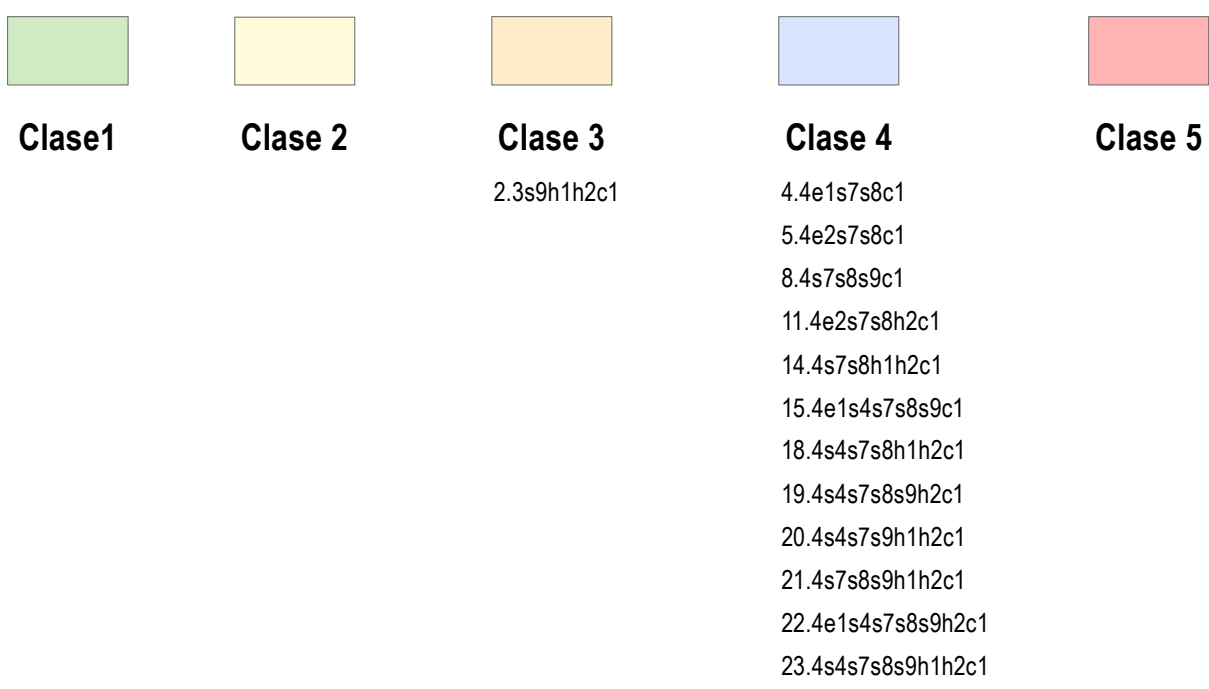 Clase1 Clase 2 Clase 3 Clase 4 Clase 5
2.3s9h1h2c1 4.4e1s7s8c1
5.4e2s7s8c1
8.4s7s8s9c1
11.4e2s7s8h2c1
14.4s7s8h1h2c1
15.4e1s4s7s8s9c1
18.4s4s7s8h1h2c1
19.4s4s7s8s9h2c1
20.4s4s7s9h1h2c1
21.4s7s8s9h1h2c1
22.4e1s4s7s8s9h2c1
23.4s4s7s8s9h1h2c1